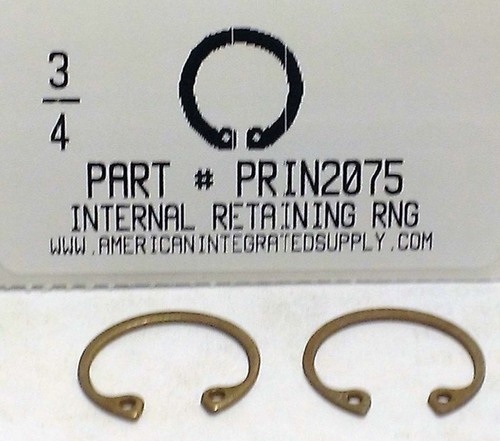 3
4
PART # PRIN2075
INTERNAL RETAINING RNG
WWW.AMERICANINTEGRATEDSUPPLY.COM